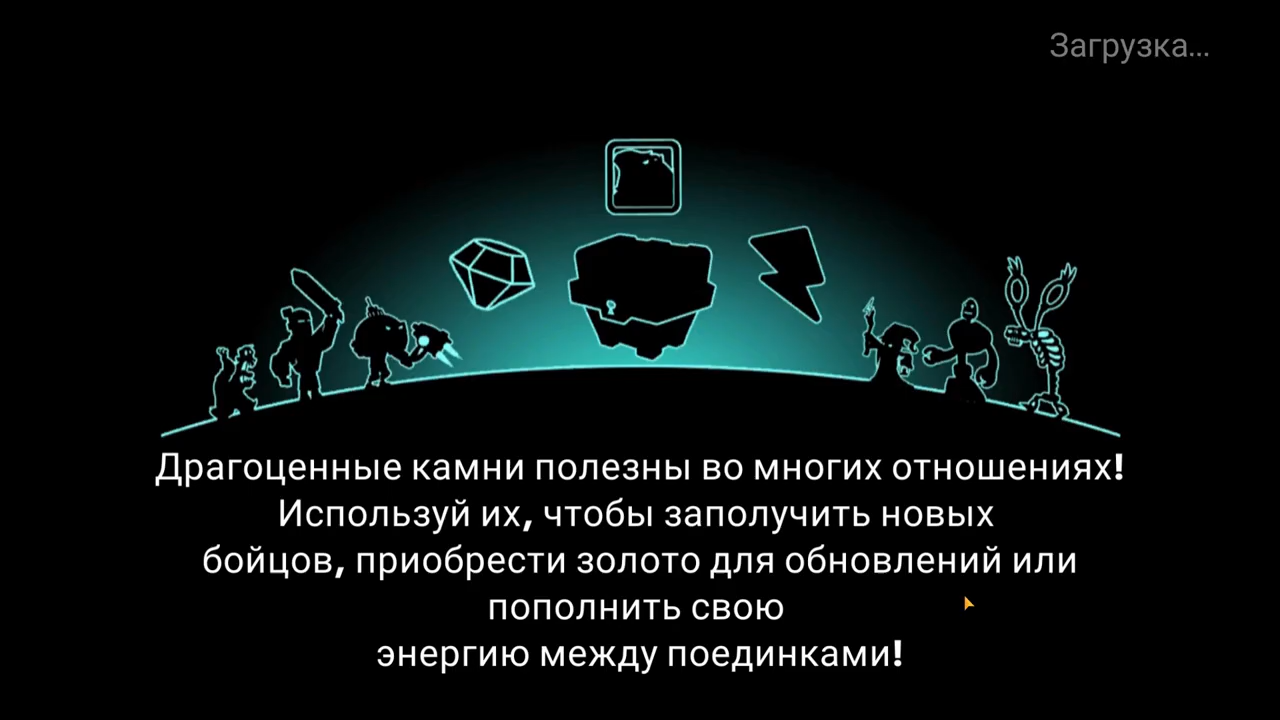 Загрузка...
Драгоценные камни полезны во многих отношениях!
Используй их, чтобы заполучить новых
бойцов, приобрести золото для обновлений или
пополнить свою
энергию между поединками!